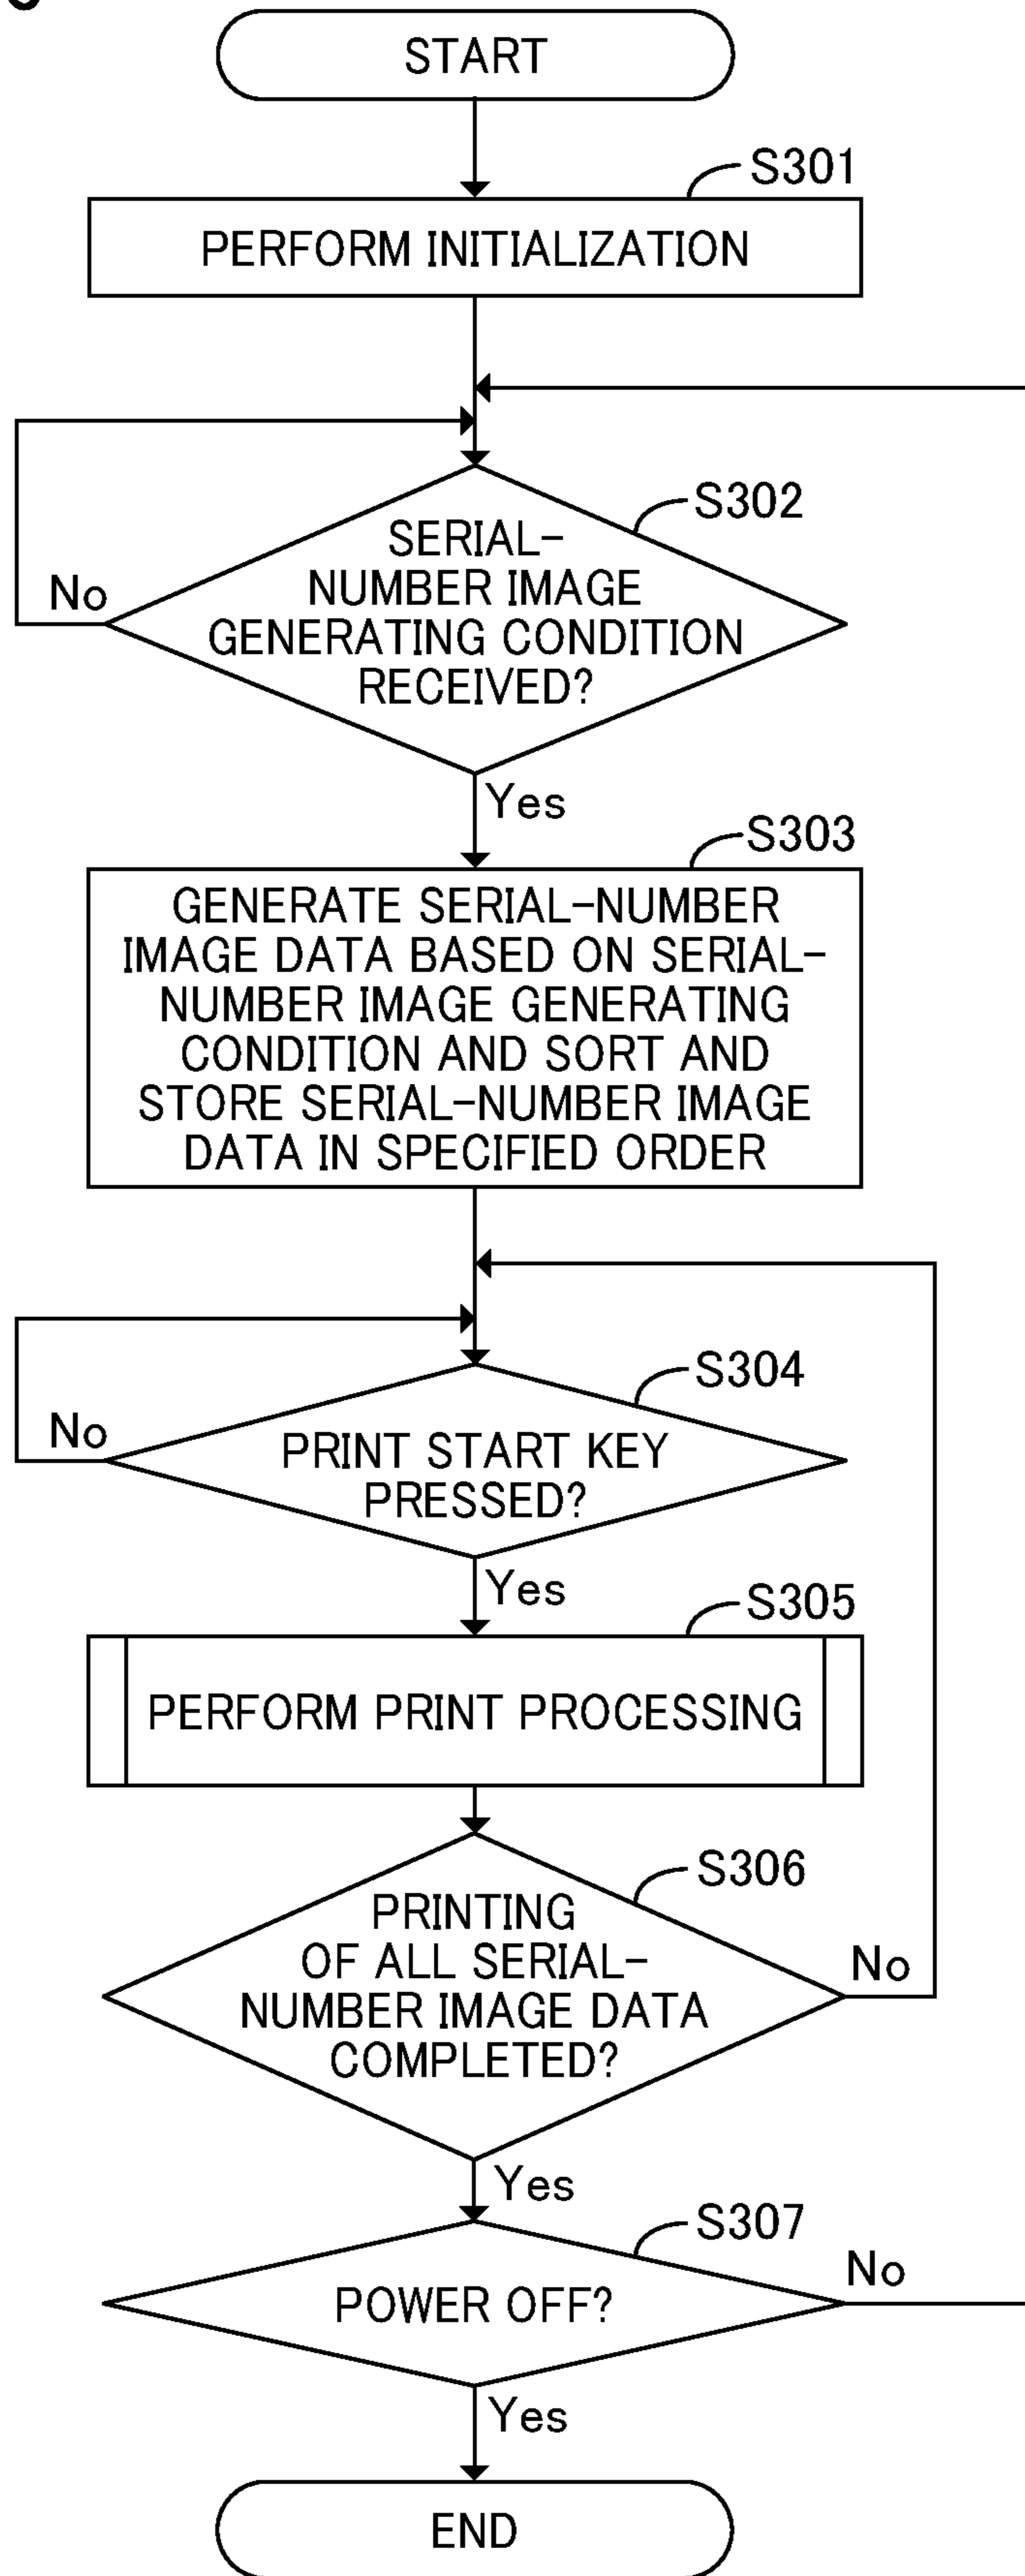 START
S301
PERFORM INITIALIZATION
S302
SERIAL-
NUMBER IMAGE
GENERATING CONDITION
RECEIVED?
No
Yes
S303
GENERATE SERIAL-NUMBER
IMAGE DATA BASED ON SERIAL-
NUMBER IMAGE GENERATING
CONDITION AND SORT AND
STORE SERIAL-NUMBER IMAGE
DATA IN SPECIFIED ORDER
S304
No
PRINT START KEY
PRESSED?
Yes
S305
PERFORM PRINT PROCESSING
S306
PRINTING
OF ALL SERIAL-
NUMBER IMAGE DATA
COMPLETED?
No
Yes
S307
No
POWER OFF?
Yes
END